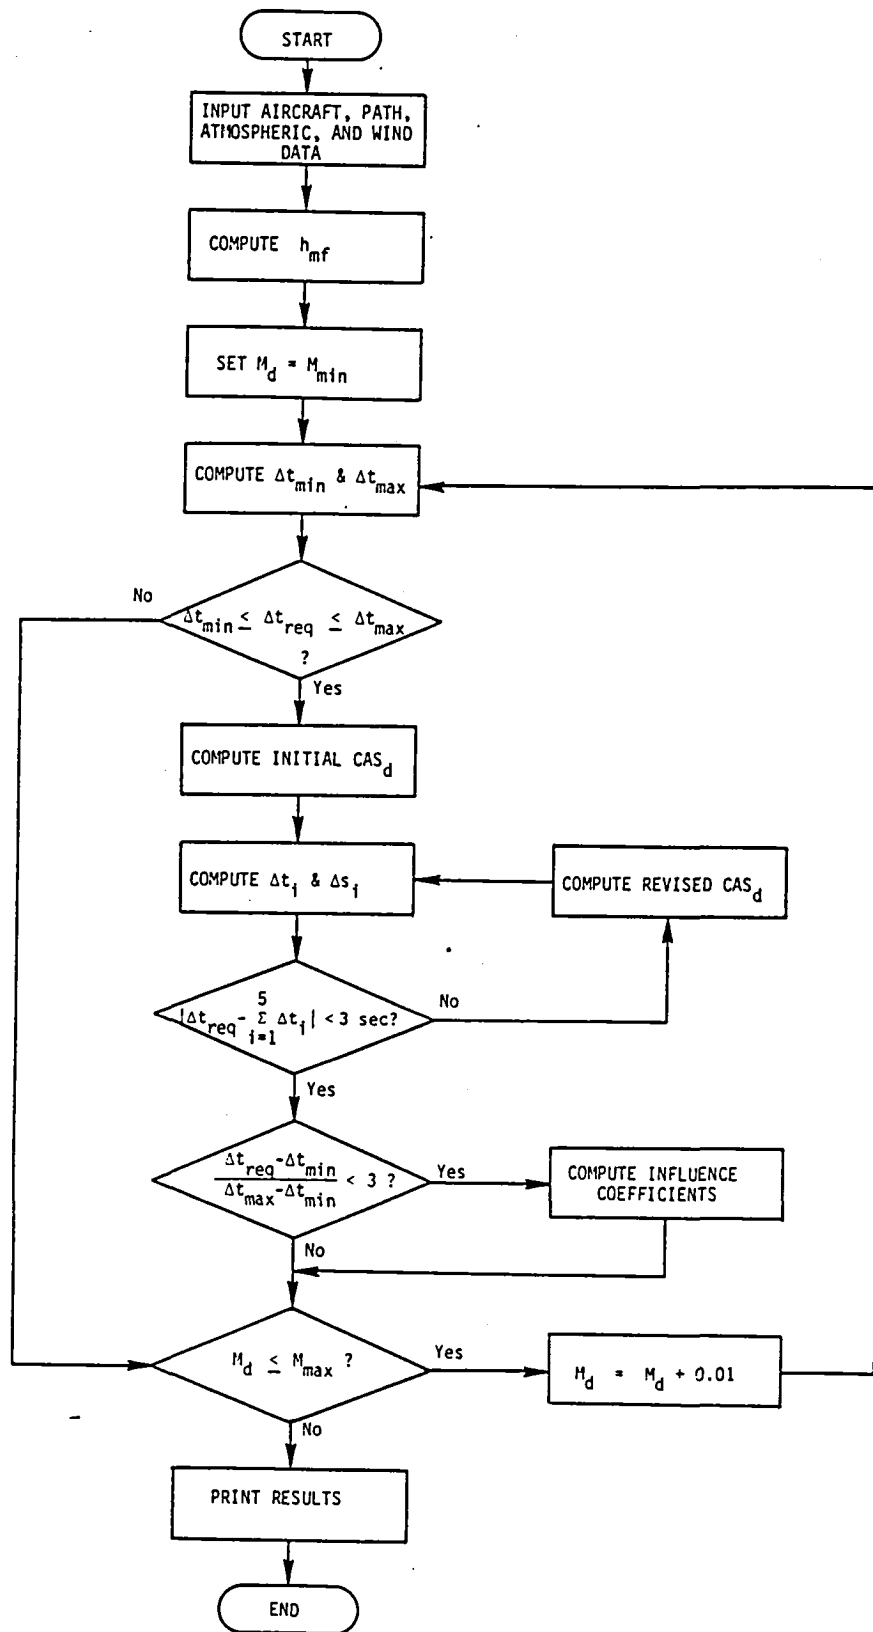 START
INPUT AIRCRAFT, PATH,
ATMOSPHERIC, AND WIND
DATA
COMPUTE h_mf
SET M_d = M_min
COMPUTE Δt_min & Δt_max
No
Δt_min ≤ Δt_req ≤ Δt_max
?
Yes
COMPUTE INITIAL CAS_d
COMPUTE Δt_i & Δs_i
COMPUTE REVISED CAS_d
|Δt_req - 5 Σ i=1 Δt_i| < 3 sec?
No
Yes
Δt_req-Δt_min
Δt_max-Δt_min
< 3 ?
Yes
COMPUTE INFLUENCE
COEFFICIENTS
No
M_d ≤ M_max ?
Yes
M_d = M_d + 0.01
No
PRINT RESULTS
END